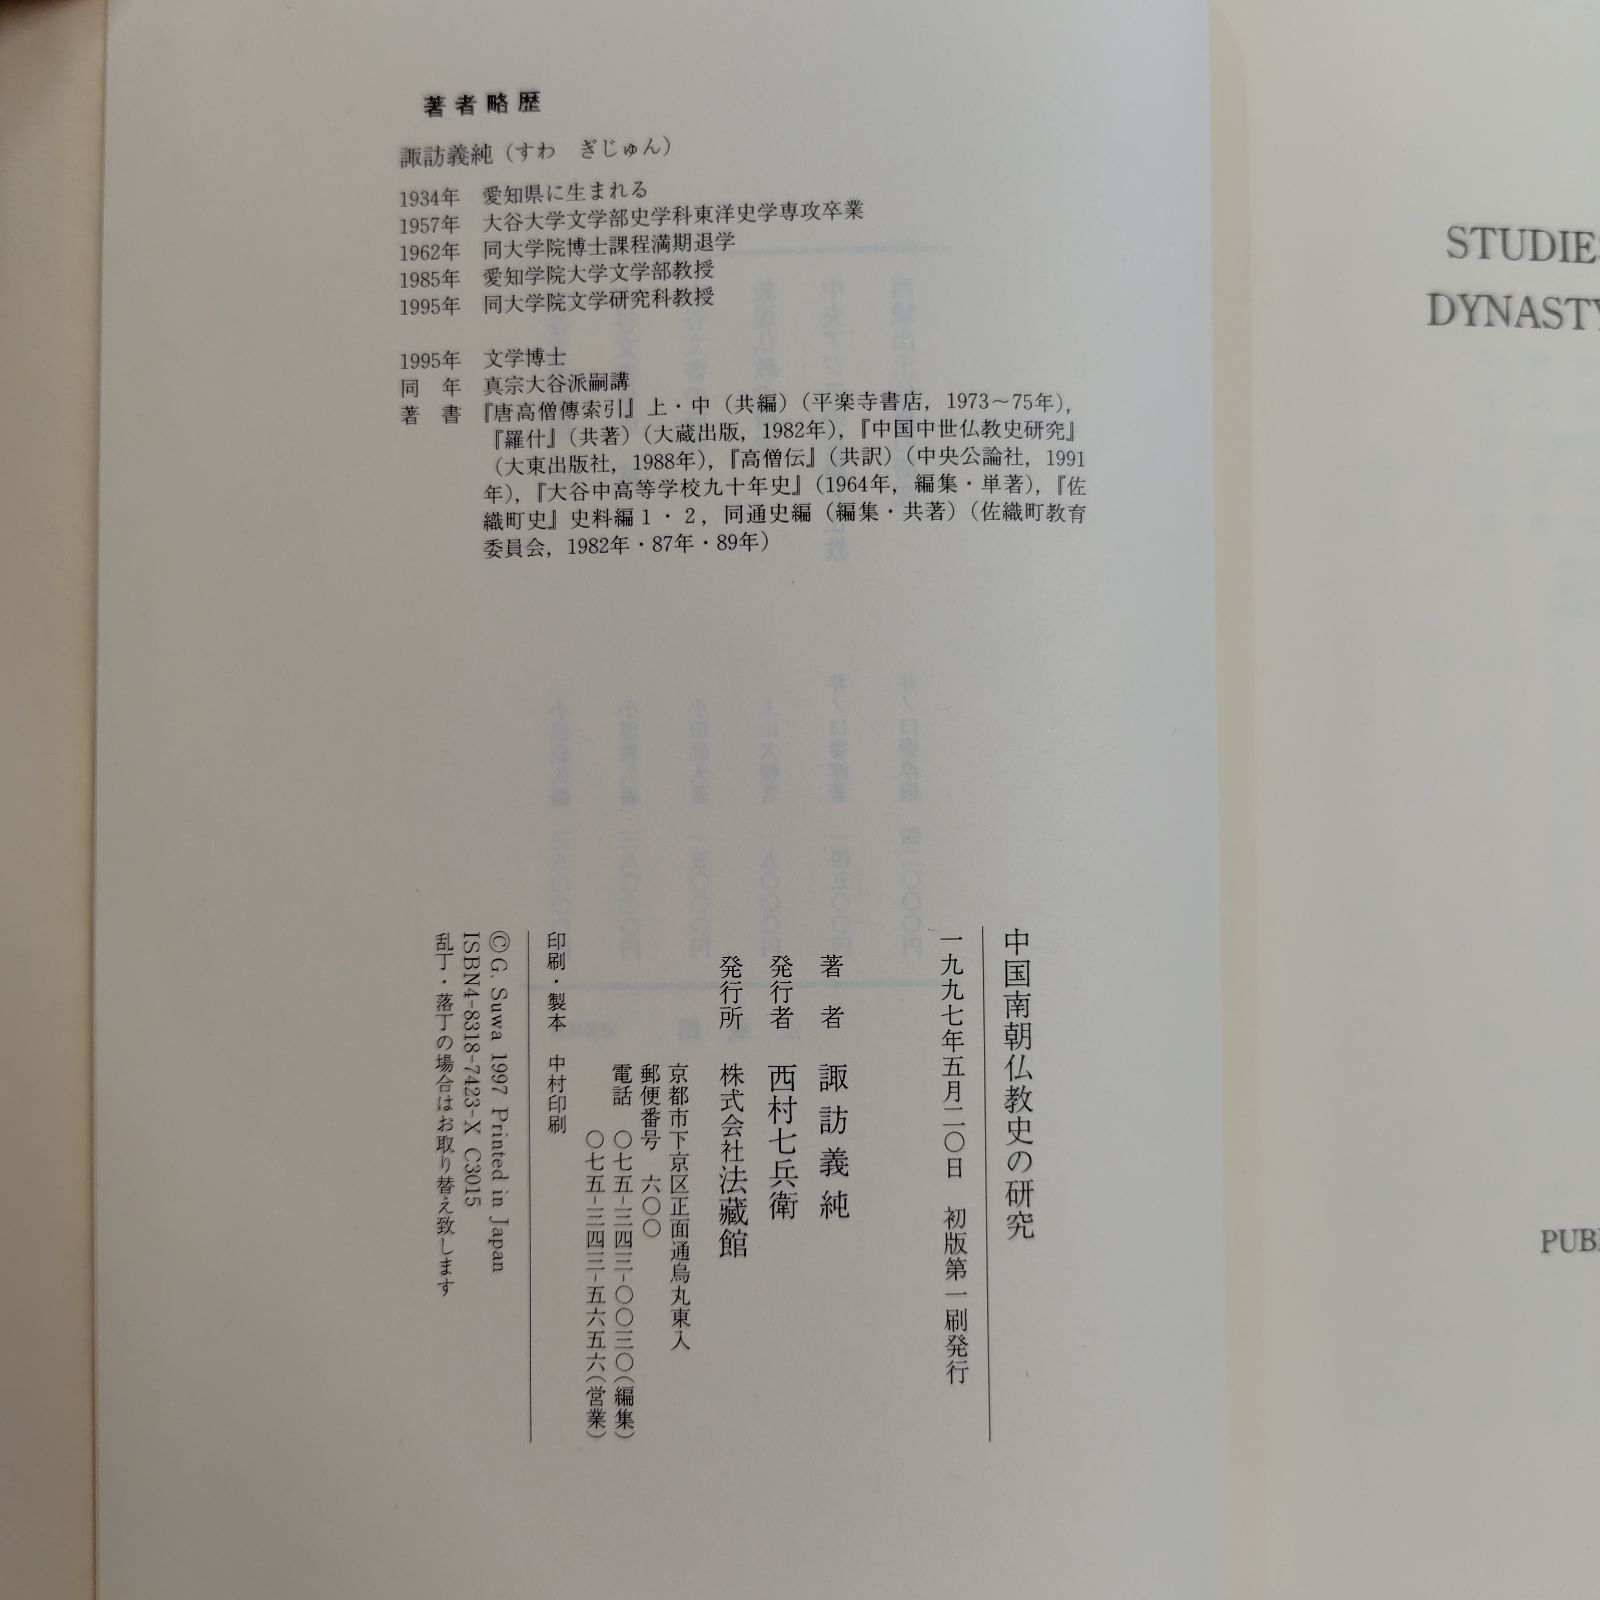 著者略歴
諏訪義純（すわ　ぎじゅん）
1934年　愛知県に生まれる
1957年　大谷大学文学部史学科東洋史学専攻卒業
1962年　同大学院博士課程満期退学
1985年　愛知学院大学文学部教授
1995年　同大学院文学研究科教授
1995年　文学博士
同　年　真宗大谷派嗣講
著　書　『唐高僧傳索引』上・中（共編）（平楽寺書店，1973～75年），
『羅什』（共著）（大蔵出版，1982年），『中国中世仏教史研究』
（大東出版社，1988年），『高僧伝』（共訳）（中央公論社，1991
年），『大谷中高等学校九十年史』（1964年，編集・単著），『佐
織町史』史料編１・２，同通史編（編集・共著）（佐織町教育
委員会，1982年・87年・89年）
中国南朝仏教史の研究
一九九七年五月二〇日　初版第一刷発行
著　者　諏訪義純
発行者　西村七兵衛
発行所　株式会社法藏館
京都市下京区正面通烏丸東入
郵便番号　六〇〇
電話　〇七五-三四三-〇〇三〇（編集）
〇七五-三四三-五六五六（営業）
印刷・製本　中村印刷
©G. Suwa 1997 Printed in Japan
ISBN4-8318-7423-X C3015
乱丁・落丁の場合はお取り替え致します
STUDIES
DYNASTY
PUB